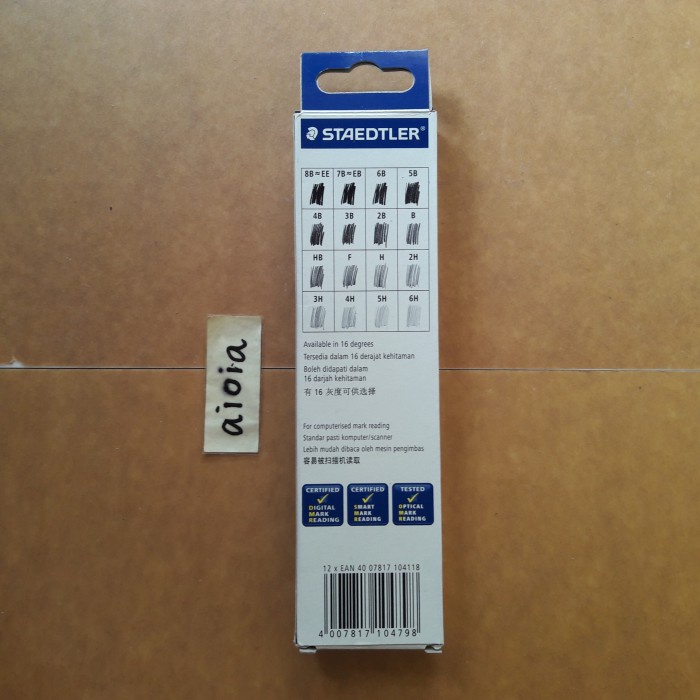 STAEDTLER®
8B≈EE 7B≈EB 6B 5B
4B 3B 2B B
HB F H 2H
3H 4H 5H 6H
Available in 16 degrees
Tersedia dalam 16 derajat kehitaman
Boleh didapati dalam
16 darjah kehitaman
有 16 灰度可供选择
For computerised mark reading
Standar pasti komputer/scanner
Lebih mudah dibaca oleh mesin pengimbas
容易被扫描机读取
CERTIFIED
DIGITAL
MARK
READING
CERTIFIED
SMART
MARK
READING
TESTED
OPTICAL
MARK
READING
12 x EAN 40 07817 104118
4 007817 104798
aioia